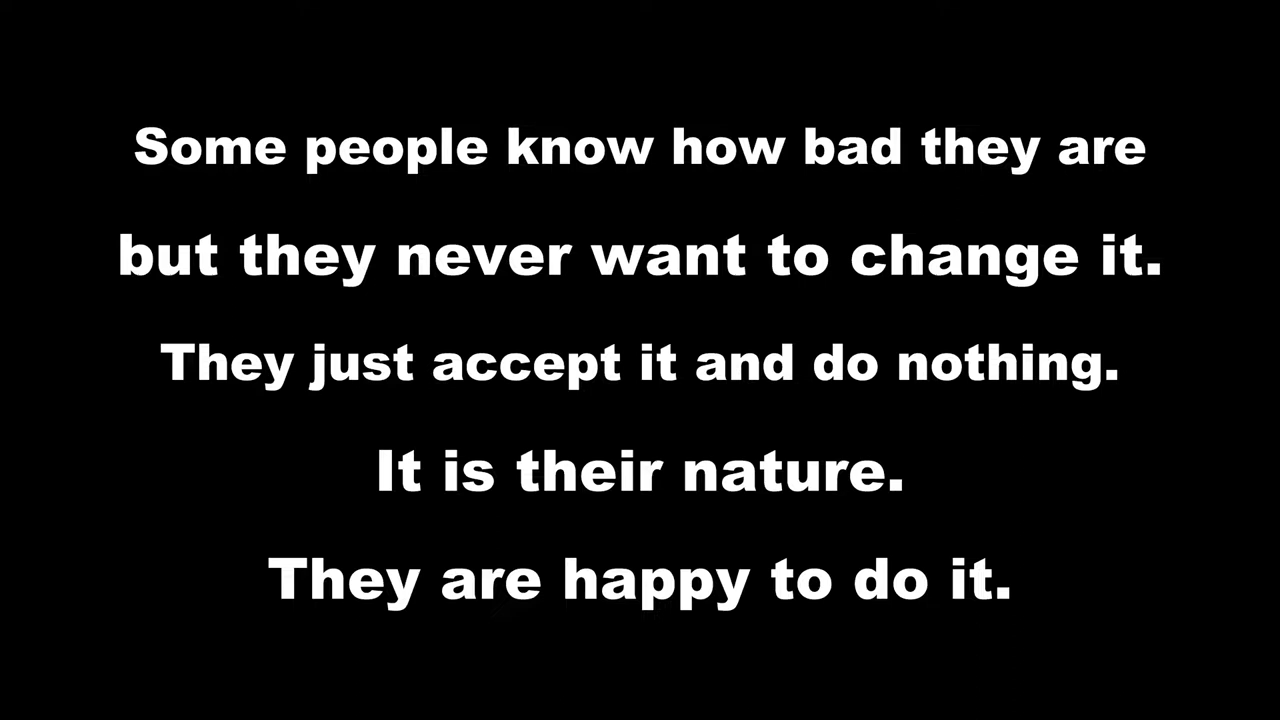 Some people know how bad they are
but they never want to change it.
They just accept it and do nothing.
It is their nature.
They are happy to do it.